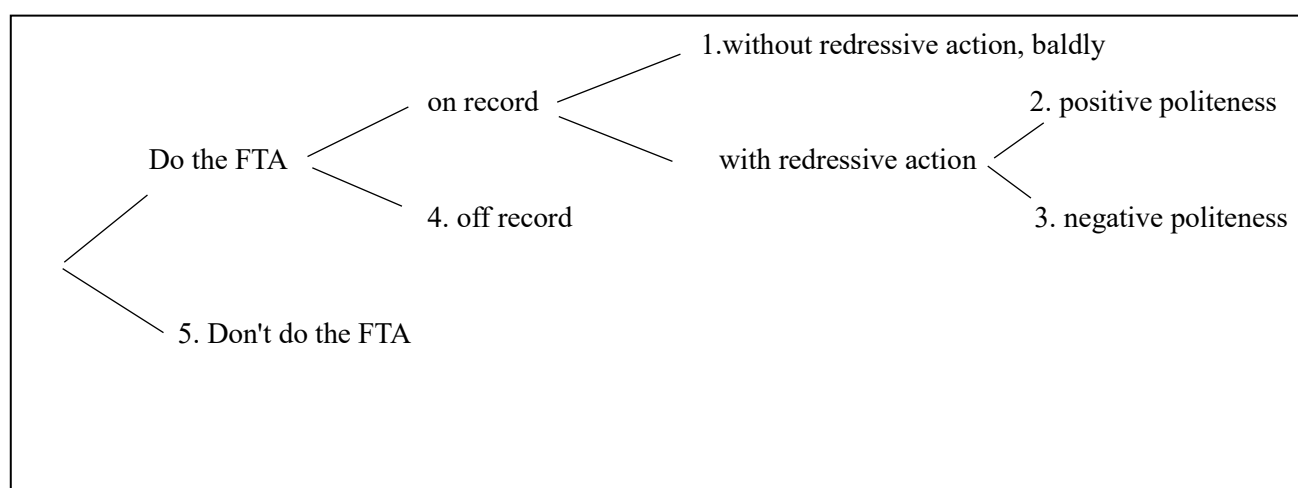 1.without redressive action, baldly
on record
2. positive politeness
Do the FTA
with redressive action
4. off record
3. negative politeness
5. Don't do the FTA